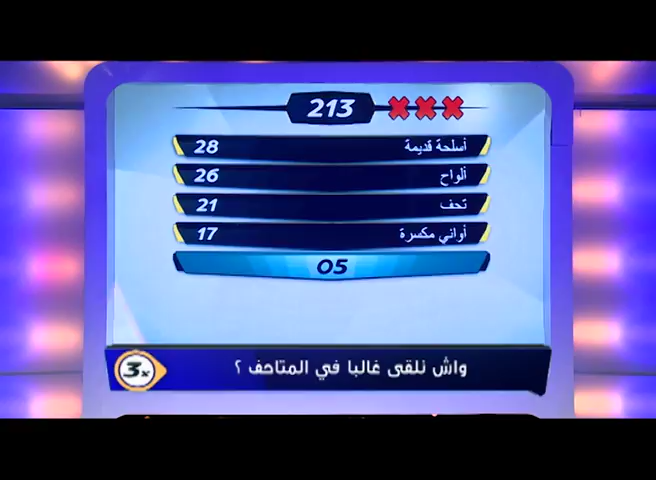 213 ✖✖✖
أسلحة قديمة 28
ألواح 26
تحف 21
أواني مكسرة 17
05
واش نلقى غالبا في المتاحف ؟ 3x